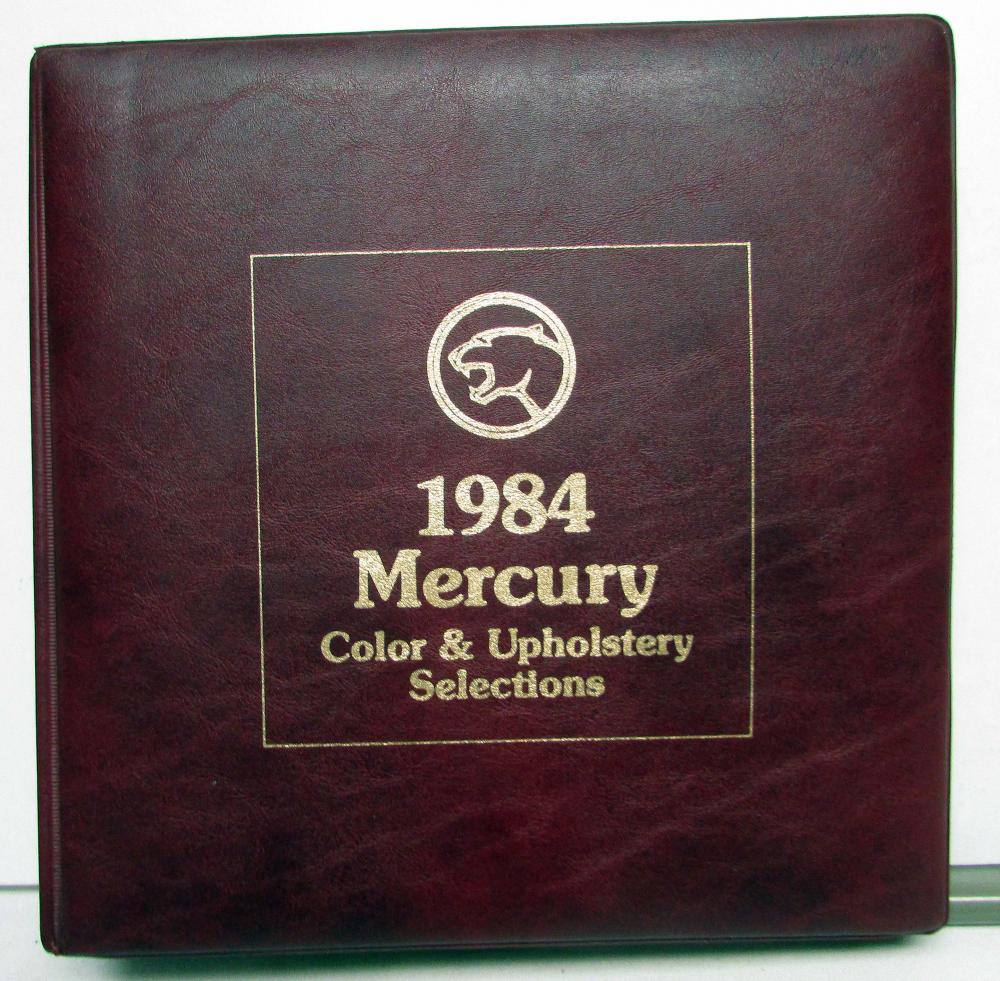 1984
Mercury
Color & Upholstery
Selections